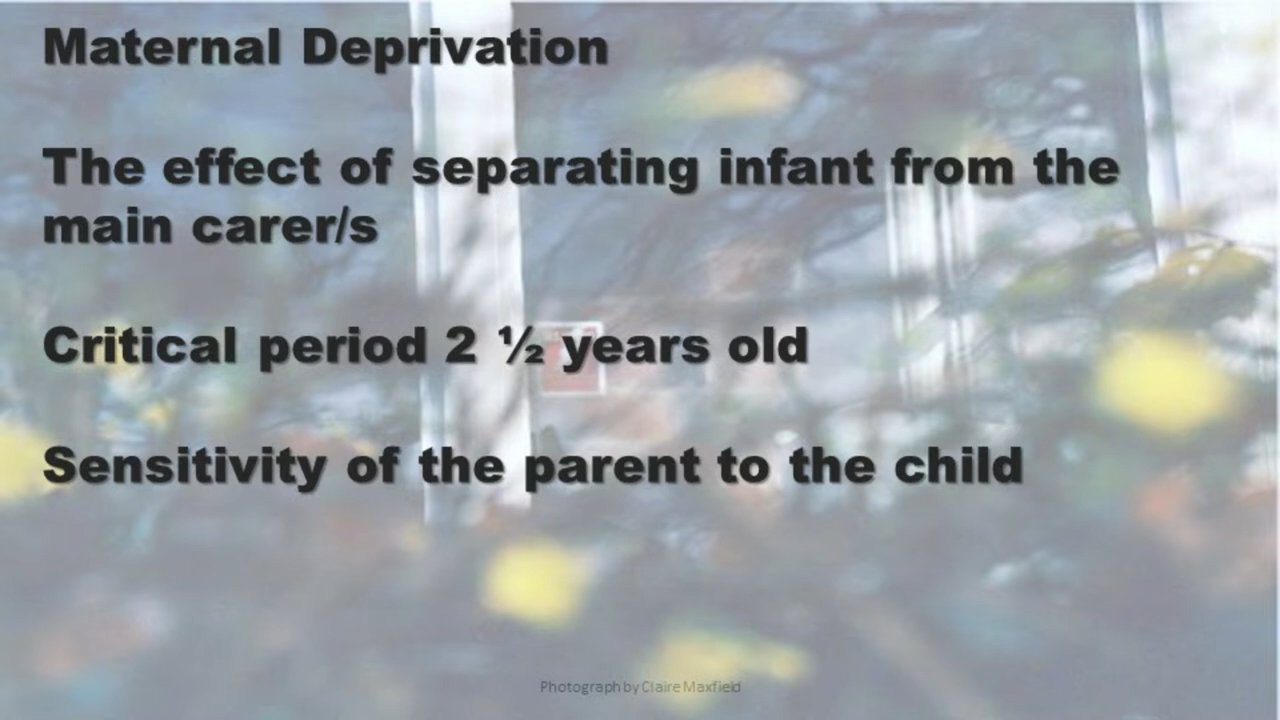 Maternal Deprivation
The effect of separating infant from the
main carer/s
Critical period 2 ½ years old
Sensitivity of the parent to the child
Photograph by Claire Maxfield